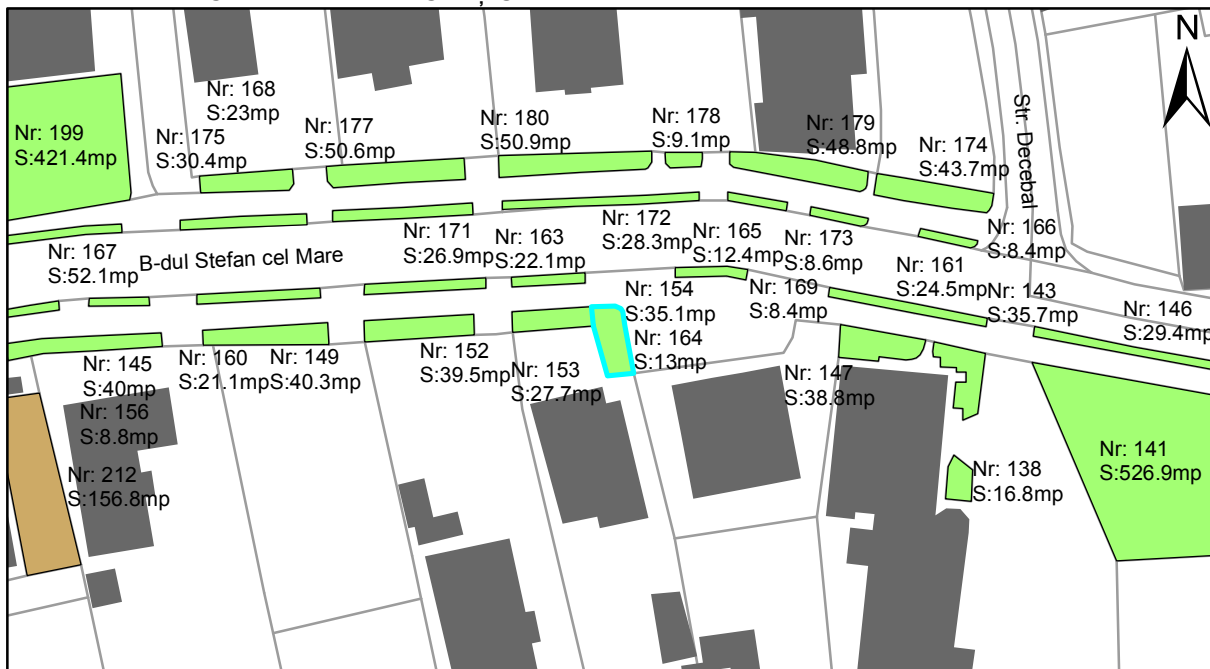 N
Nr: 168
S:23mp
Nr: 199
S:421.4mp
Nr: 175
S:30.4mp
Nr: 177
S:50.6mp
Nr: 180
S:50.9mp
Nr: 178
S:9.1mp
Nr: 179
S:48.8mp
Nr: 174
S:43.7mp
Str. Decebal
Nr: 167
S:52.1mp
B-dul Stefan cel Mare
Nr: 171
S:26.9mp
Nr: 163
S:22.1mp
Nr: 172
S:28.3mp
Nr: 165
S:12.4mp
Nr: 173
S:8.6mp
Nr: 166
S:8.4mp
Nr: 161
S:24.5mp
Nr: 143
S:35.7mp
Nr: 146
S:29.4mp
Nr: 154
S:35.1mp
Nr: 169
S:8.4mp
Nr: 164
S:13mp
Nr: 145
S:40mp
Nr: 160
S:21.1mp
Nr: 149
S:40.3mp
Nr: 152
S:39.5mp
Nr: 153
S:27.7mp
Nr: 147
S:38.8mp
Nr: 156
S:8.8mp
Nr: 212
S:156.8mp
Nr: 138
S:16.8mp
Nr: 141
S:526.9mp